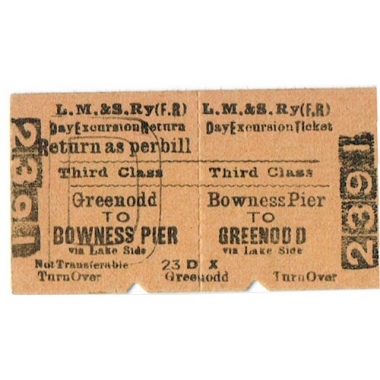 L.M.&S.Ry(F.R) L.M.&S.Ry(F.R)
Day Excursion Return Day Excursion Ticket
Return as per bill
Third Class Third Class
Greenodd Bowness Pier
TO TO
BOWNESS PIER GREENODD
via Lake Side via Lake Side
Not Transferable 23 D X
Turn Over Greenodd Turn Over
2391
2391